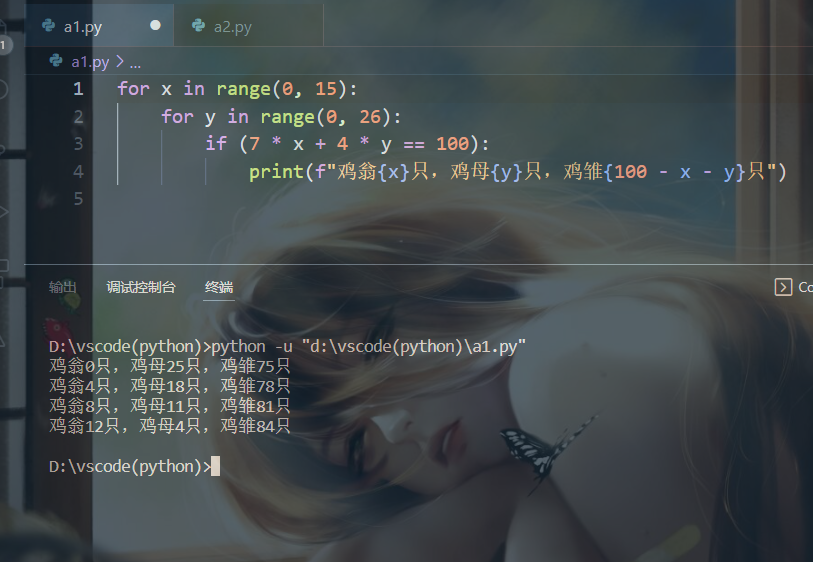 a1.py
a2.py
1
a1.py > ...
1 for x in range(0, 15):
2 for y in range(0, 26):
3 if (7 * x + 4 * y == 100):
4 print(f"鸡翁{x}只，鸡母{y}只，鸡雏{100 - x - y}只")
5
输出 调试控制台 终端
D:\vscode(python)>python -u "d:\vscode(python)\a1.py"
鸡翁0只，鸡母25只，鸡雏75只
鸡翁4只，鸡母18只，鸡雏78只
鸡翁8只，鸡母11只，鸡雏81只
鸡翁12只，鸡母4只，鸡雏84只
D:\vscode(python)>